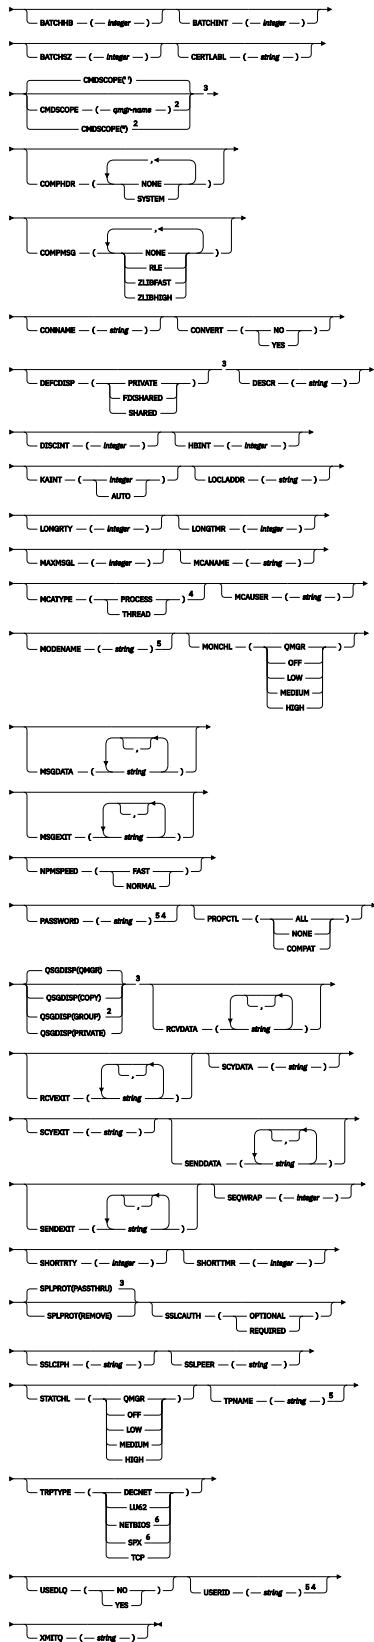 BATCHHB ( integer ) BATCHINT ( integer )
BATCHSZ ( integer ) CERTLABL ( string )
CMDSCOPE(' ') 3
CMDSCOPE ( qmgr-name ) 2
CMDSCOPE(*) 2
,
COMPHDR ( NONE )
SYSTEM
,
COMPMSG ( NONE )
RLE
ZLIBFAST
ZLIBHIGH
CONNAME ( string ) CONVERT ( NO )
YES
DEFCDISP ( PRIVATE ) 3 DESCR ( string )
FIXSHARED
SHARED
DISCINT ( integer ) HBINT ( integer )
KAINT ( integer ) LOCLADDR ( string )
AUTO
LONGRTY ( integer ) LONGTMR ( integer )
MAXMSGL ( integer ) MCANAME ( string )
MCATYPE ( PROCESS ) 4 MCAUSER ( string )
THREAD
MODENAME ( string ) 5 MONCHL ( QMGR )
OFF
LOW
MEDIUM
HIGH
,
MSGDATA ( string )
,
MSGEXIT ( string )
NPMSPEED ( FAST )
NORMAL
PASSWORD ( string ) 5 4 PROPCTL ( ALL )
NONE
COMPAT
QSGDISP(QMGR) 3
QSGDISP(COPY) ,
QSGDISP(GROUP) 2 RCVDATA ( string )
QSGDISP(PRIVATE)
, SCYDATA ( string )
RCVEXIT ( string )
SCYEXIT ( string ) ,
SENDDATA ( string )
, SEQWRAP ( integer )
SENDEXIT ( string )
SHORTRTY ( integer ) SHORTTMR ( integer )
SPLPROT(PASSTHRU) 3
SPLPROT(REMOVE) SSLCAUTH ( OPTIONAL )
REQUIRED
SSLCIPH ( string ) SSLPEER ( string )
STATCHL ( QMGR ) TPNAME ( string ) 5
OFF
LOW
MEDIUM
HIGH
TRPTYPE ( DECNET )
LU62
NETBIOS 6
SPX 6
TCP
USEDLQ ( NO ) USERID ( string ) 5 4
YES
XMITQ ( string )